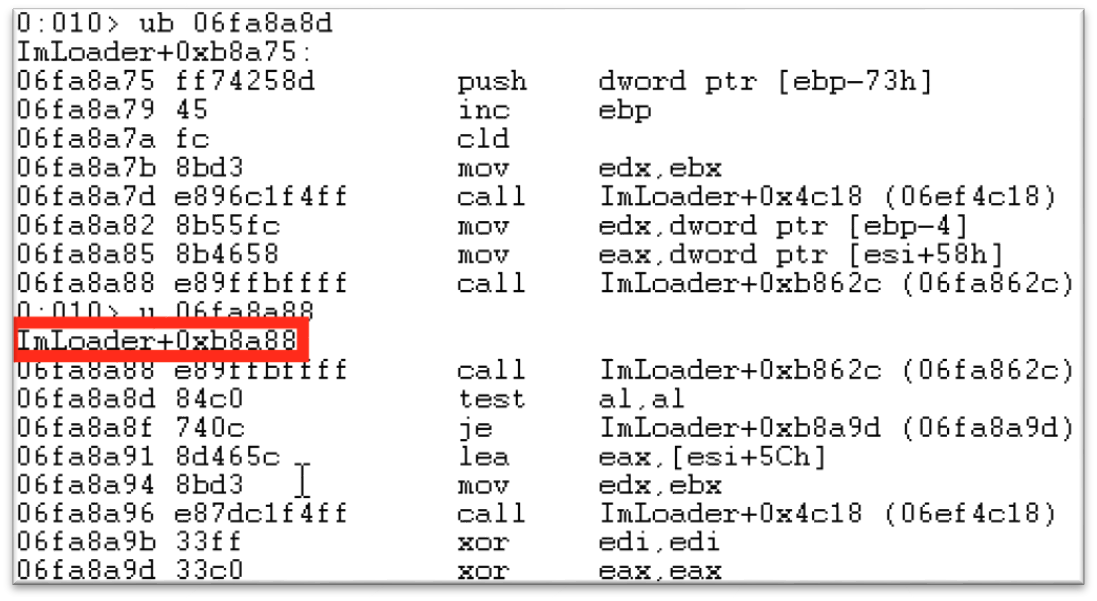 0:010> ub 06fa8a8d
ImLoader+0xb8a75:
06fa8a75 ff74258d push dword ptr [ebp-73h]
06fa8a79 45 inc ebp
06fa8a7a fc cld
06fa8a7b 8bd3 mov edx,ebx
06fa8a7d e896c1f4ff call ImLoader+0x4c18 (06ef4c18)
06fa8a82 8b55fc mov edx,dword ptr [ebp-4]
06fa8a85 8b4658 mov eax,dword ptr [esi+58h]
06fa8a88 e89ffbffff call ImLoader+0xb862c (06fa862c)
0:010> u 06fa8a88
ImLoader+0xb8a88
06fa8a88 e89ffbffff call ImLoader+0xb862c (06fa862c)
06fa8a8d 84c0 test al,al
06fa8a8f 740c je ImLoader+0xb8a9d (06fa8a9d)
06fa8a91 8d465c lea eax,[esi+5Ch]
06fa8a94 8bd3 mov edx,ebx
06fa8a96 e87dc1f4ff call ImLoader+0x4c18 (06ef4c18)
06fa8a9b 33ff xor edi,edi
06fa8a9d 33c0 xor eax,eax